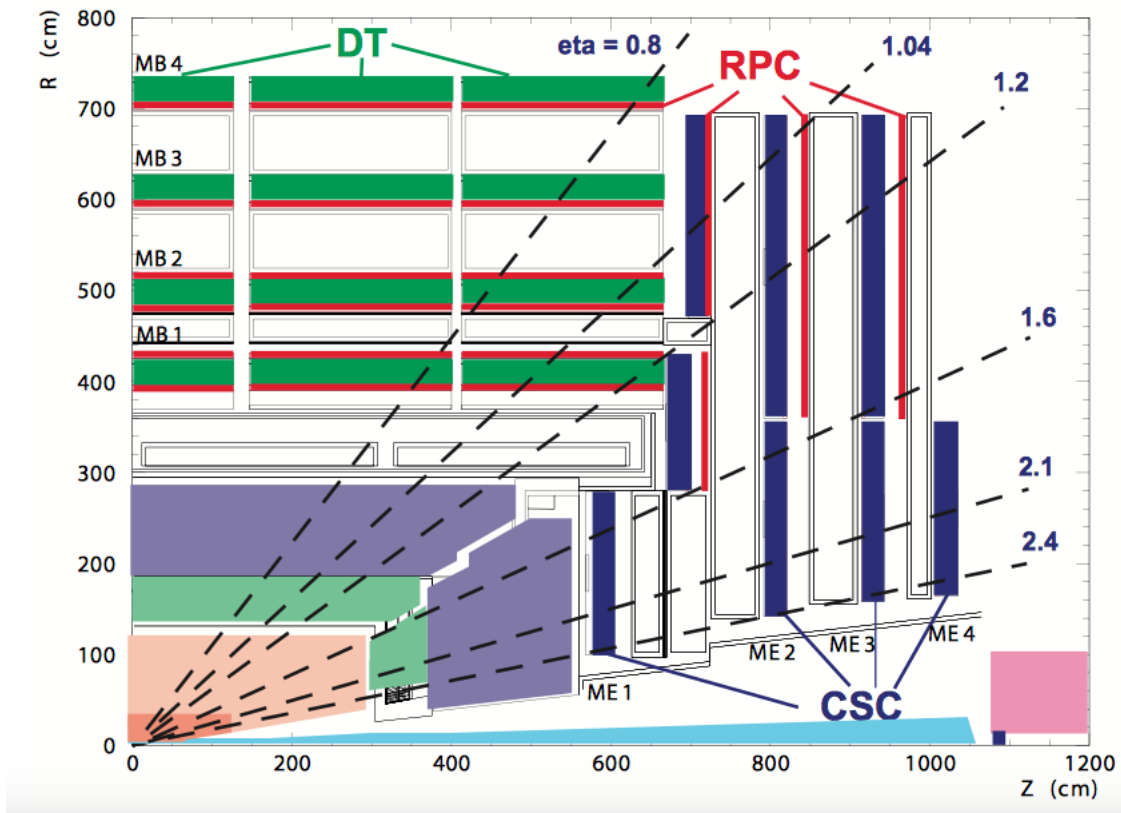 R (cm)
800
700
600
500
400
300
200
100
0
MB 4
MB 3
MB 2
MB 1
DT
eta = 0.8
1.04
1.2
RPC
1.6
2.1
2.4
ME 1
ME 2
ME 3
ME 4
CSC
0
200
400
600
800
1000
1200
Z (cm)